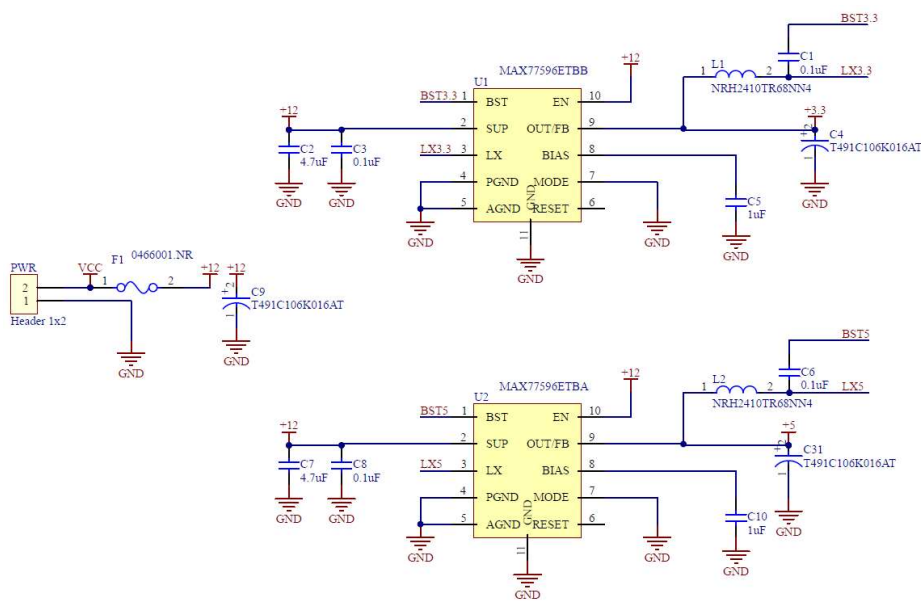 BST3.3
C1
0.1uF
L1
1
2
LX3.3
NRH2410TR68NN4
MAX77596ETBB
+12
U1
BST3.3
1
BST
EN
10
+12
2
SUP
OUT/FB
9
+3.3
C2
4.7uF
C3
0.1uF
LX3.3
3
LX
BIAS
8
+
2
C4
T491C106K016AT
1
GND
GND
4
PGND
MODE
7
GND
5
AGND
GND
RESET
6
C5
1uF
GND
11
GND
GND
GND
PWR
VCC
F1
0466001.NR
+12
+12
2
1
2
1
+
2
C9
T491C106K016AT
1
Header 1x2
GND
GND
BST5
C6
0.1uF
L2
1
2
LX5
NRH2410TR68NN4
MAX77596ETBA
+12
U2
BST5
1
BST
EN
10
+12
2
SUP
OUT/FB
9
+5
C7
4.7uF
C8
0.1uF
LX5
3
LX
BIAS
8
+
2
C31
T491C106K016AT
1
GND
GND
4
PGND
MODE
7
GND
5
AGND
GND
RESET
6
C10
1uF
GND
11
GND
GND
GND